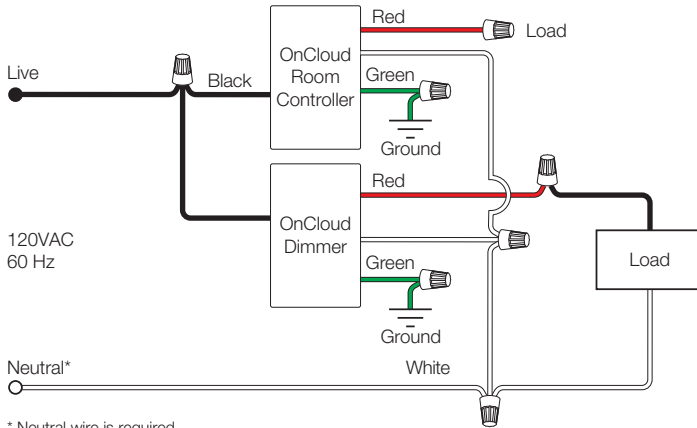 Red
Load
Live
Black
OnCloud
Room
Controller
Green
Ground
Red
120VAC
60 Hz
OnCloud
Dimmer
Load
Green
Ground
Neutral*
White
* Neutral wire is required